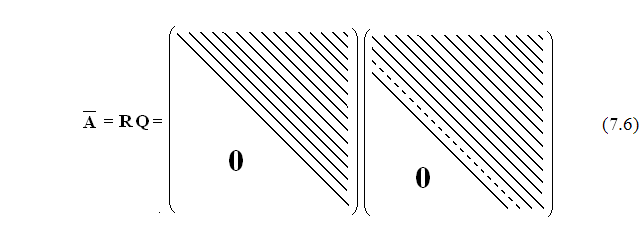 A̅ = R Q = 0 0 (7.6)